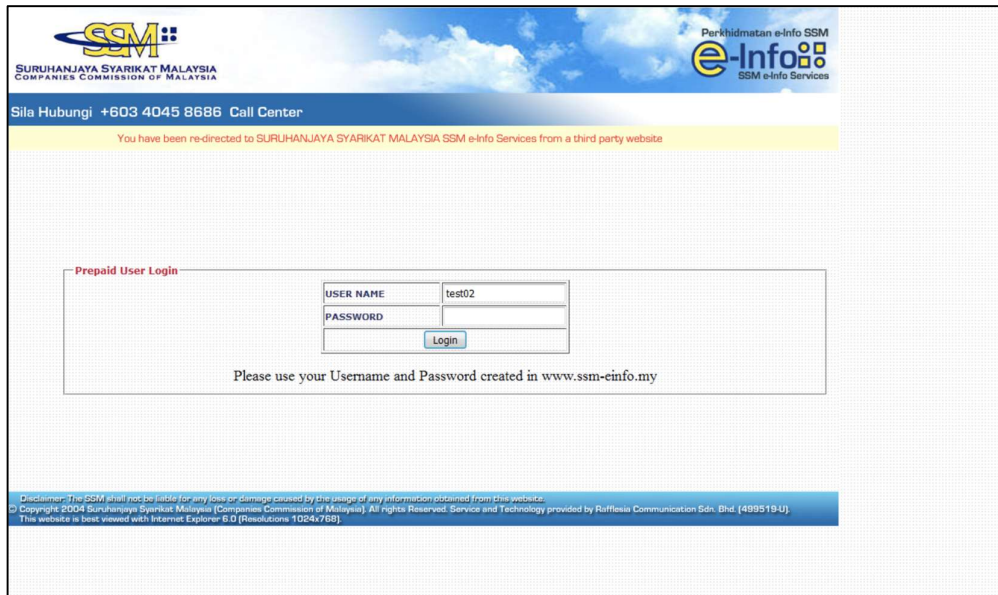 SSM
SURUHANJAYA SYARIKAT MALAYSIA
COMPANIES COMMISSION OF MALAYSIA
Perkhidmatan e-Info SSM
e-Info
SSM e-Info Services
Sila Hubungi +603 4045 8686 Call Center
You have been re-directed to SURUHANJAYA SYARIKAT MALAYSIA SSM e-Info Services from a third party website
Prepaid User Login
USER NAME test02
PASSWORD
Login
Please use your Username and Password created in www.ssm-einfo.my
Disclaimer: The SSM shall not be liable for any loss or damage caused by the usage of any information obtained from this website.
© Copyright 2004 Suruhanjaya Syarikat Malaysia (Companies Commission of Malaysia). All rights Reserved. Service and Technology provided by Rafflesia Communication Sdn. Bhd. (499519-U).
This website is best viewed with Internet Explorer 6.0 (Resolutions 1024x768).